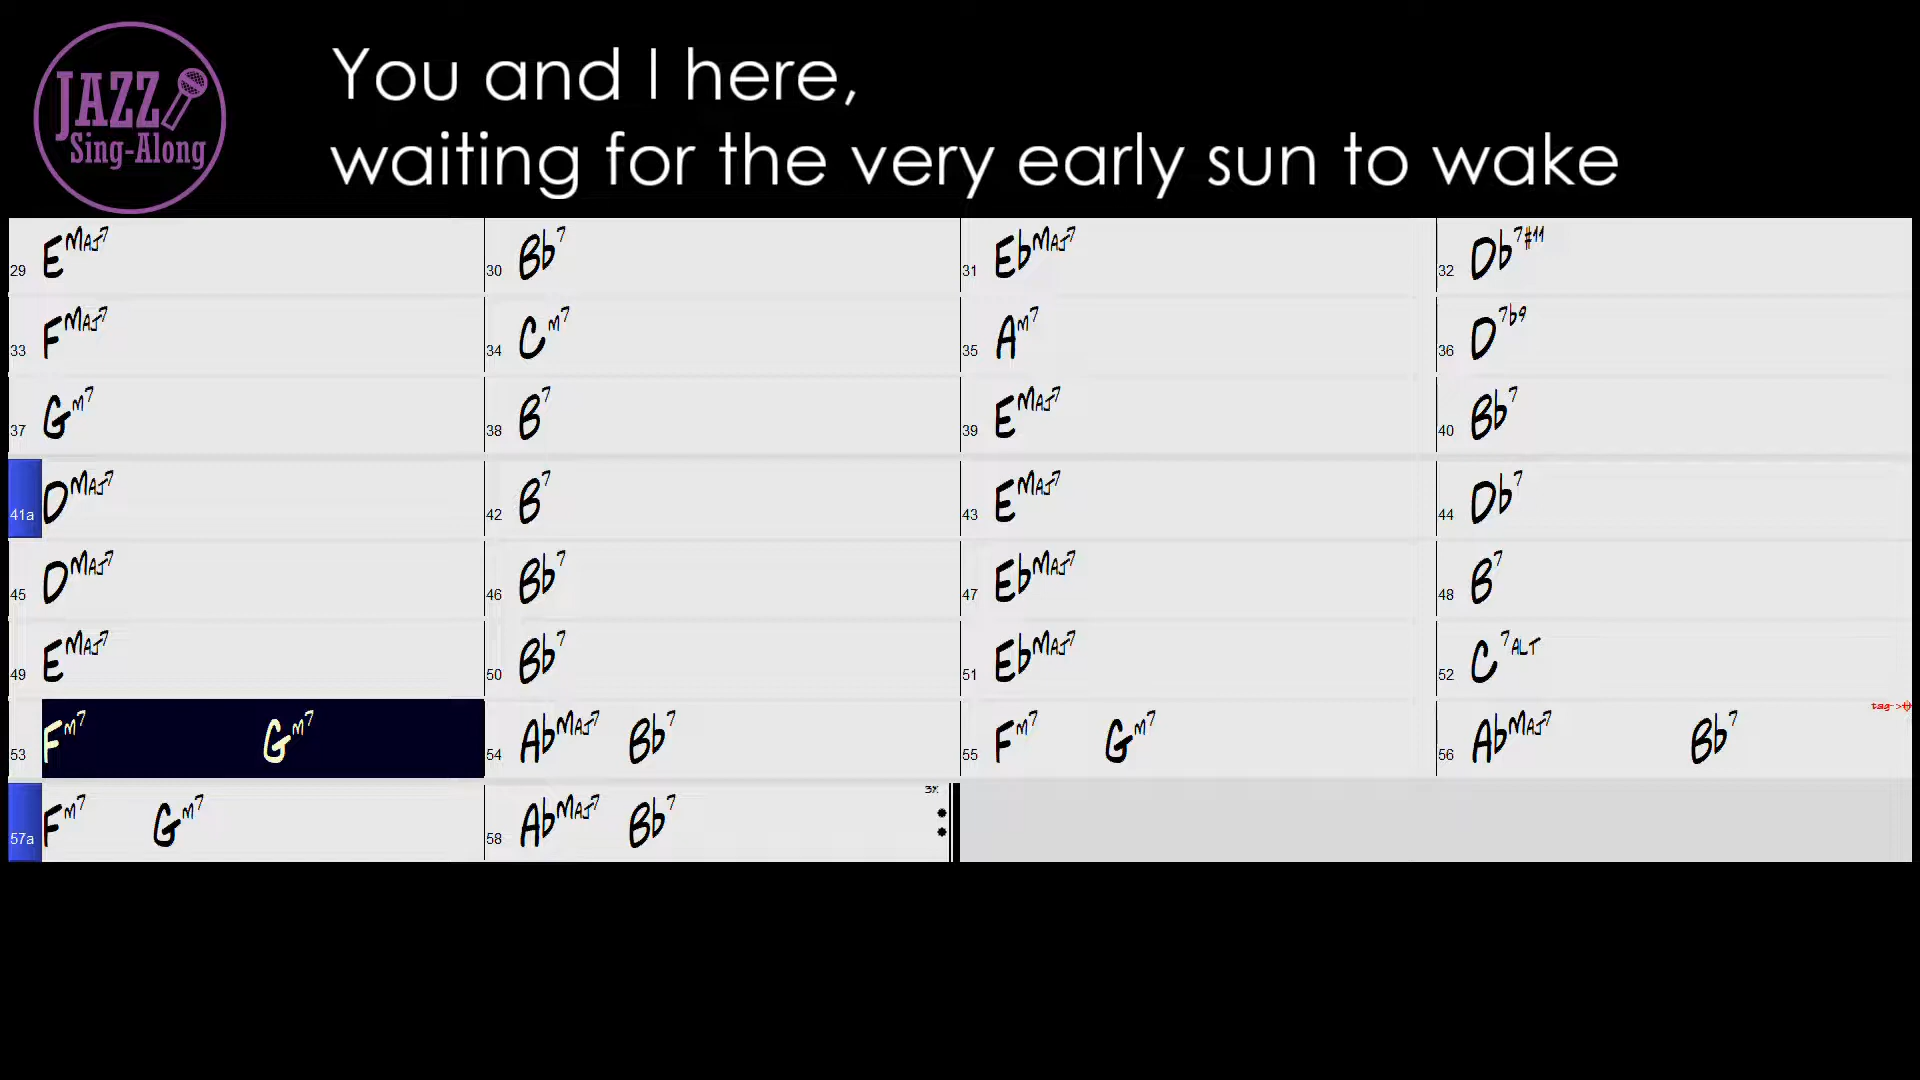 JAZZ
Sing-Along
You and I here,
waiting for the very early sun to wake
29 EMAJ7 30 Bb7 31 EbMAJ7 32 Db7#11
33 FMAJ7 34 Cm7 35 Am7 36 D7b9
37 Gm7 38 B7 39 EMAJ7 40 Bb7
41a DMAJ7 42 B7 43 EMAJ7 44 Db7
45 DMAJ7 46 Bb7 47 EbMAJ7 48 B7
49 EMAJ7 50 Bb7 51 EbMAJ7 52 C7ALT
tag->
53 Fm7 Gm7 54 AbMAJ7 Bb7 55 Fm7 Gm7 56 AbMAJ7 Bb7
3x
57a Fm7 Gm7 58 AbMAJ7 Bb7